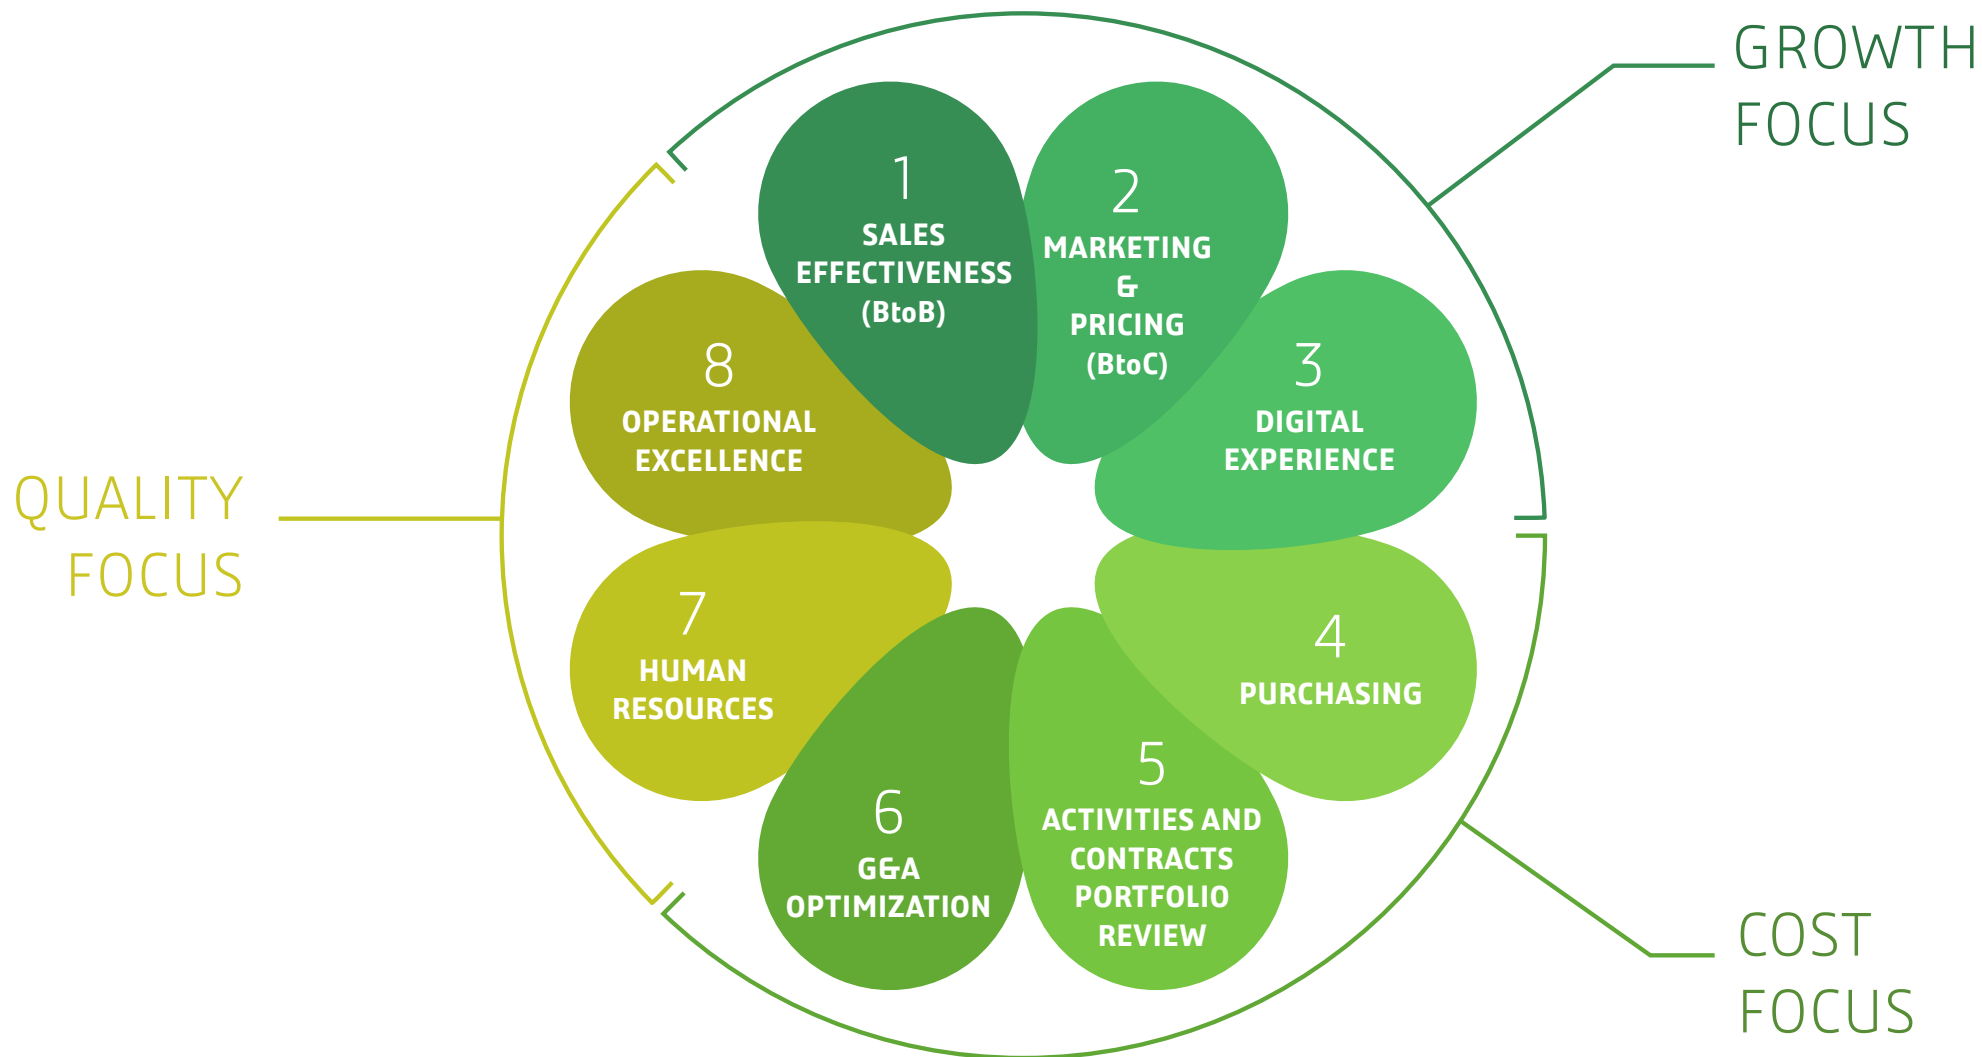 GROWTH
FOCUS
1
SALES
EFFECTIVENESS
(BtoB)
2
MARKETING
&
PRICING
(BtoC)
3
DIGITAL
EXPERIENCE
4
PURCHASING
5
ACTIVITIES AND
CONTRACTS
PORTFOLIO
REVIEW
6
G&A
OPTIMIZATION
7
HUMAN
RESOURCES
8
OPERATIONAL
EXCELLENCE
QUALITY
FOCUS
COST
FOCUS